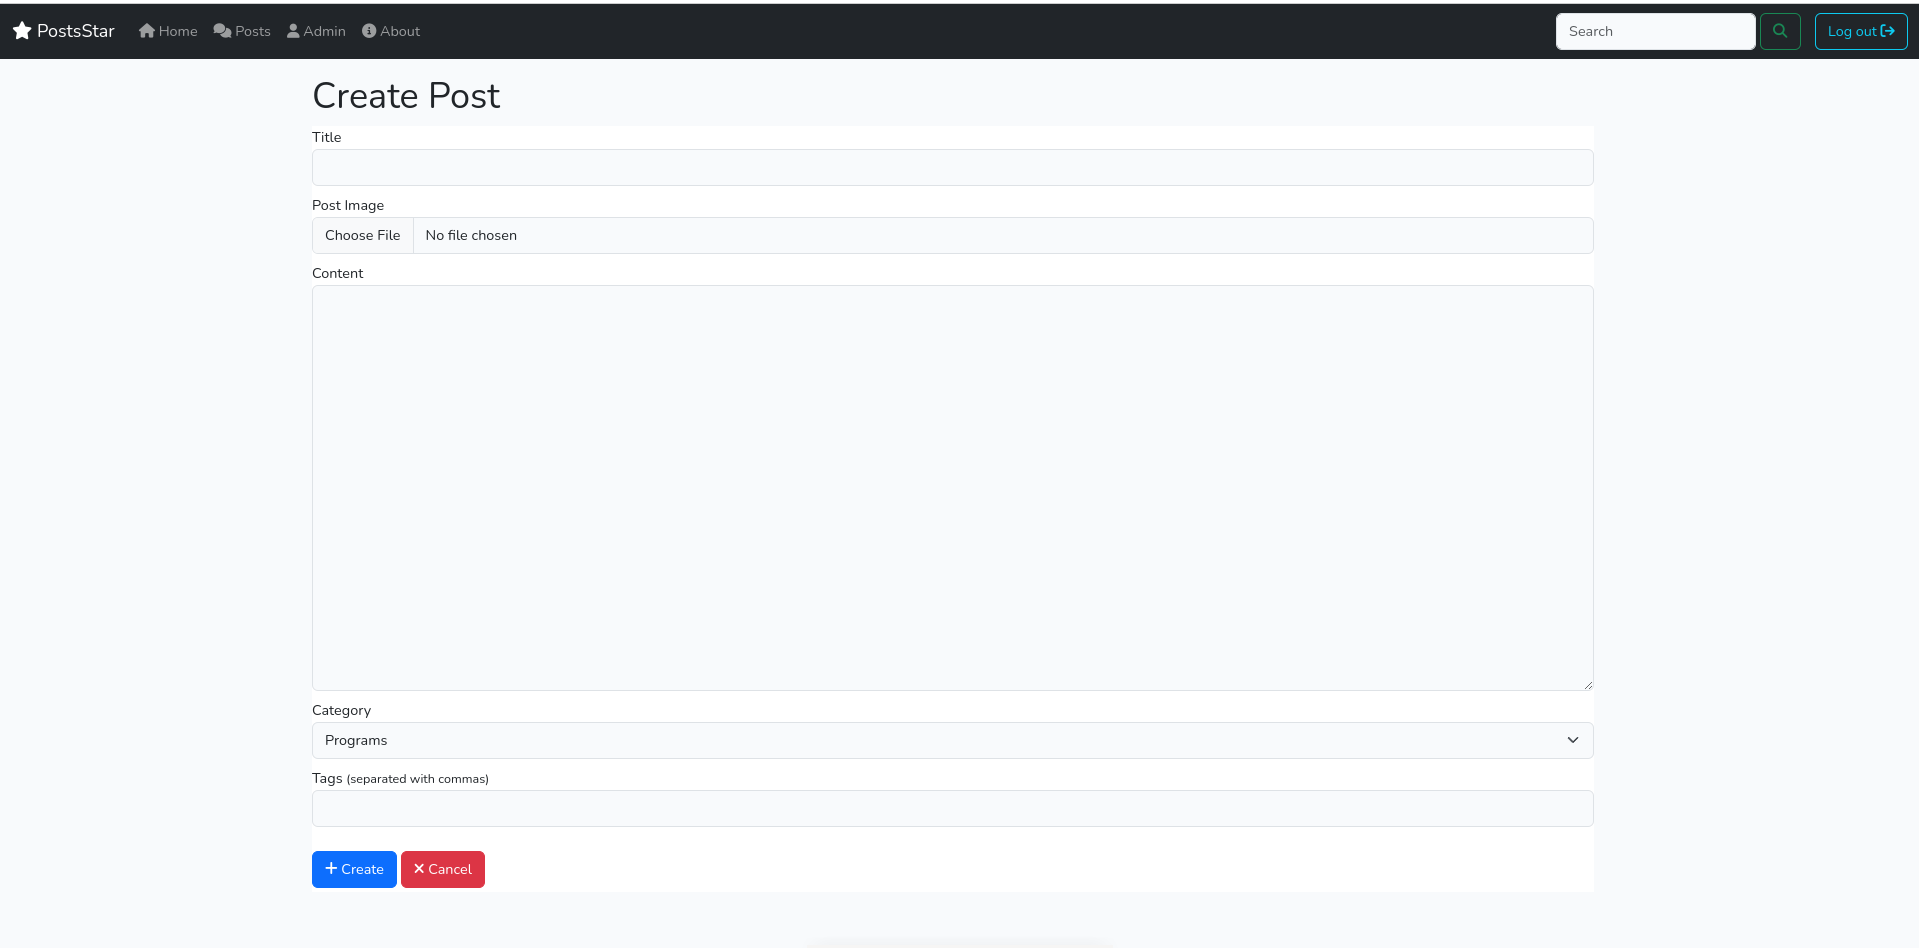 PostsStar Home Posts Admin About Search Log out
Create Post
Title
Post Image
Choose File No file chosen
Content
Category
Programs
Tags (separated with commas)
Create Cancel